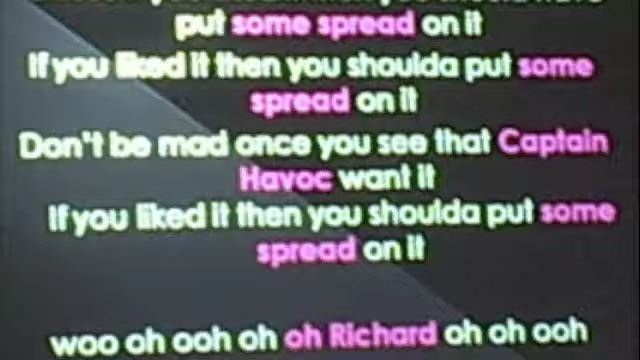 put some spread on it
If you liked it then you shoulda put some
spread on it
Don't be mad once you see that Captain
Havoc want it
If you liked it then you shoulda put some
spread on it
woo oh ooh oh oh Richard oh oh ooh